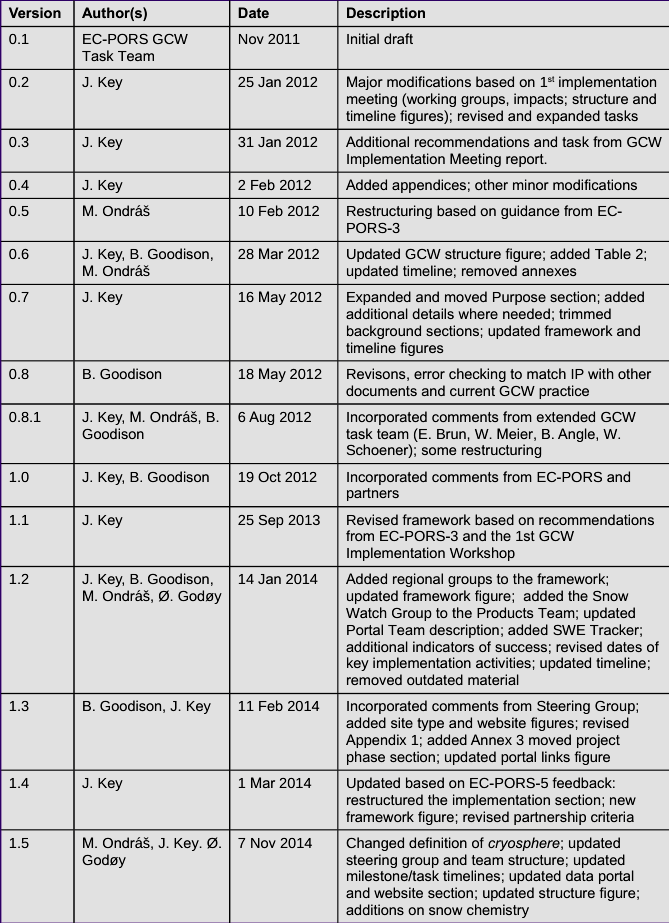 Version Author(s) Date Description
0.1 EC-PORS GCW Nov 2011 Initial draft
Task Team
0.2 J. Key 25 Jan 2012 Major modifications based on 1st implementation
meeting (working groups, impacts; structure and
timeline figures); revised and expanded tasks
0.3 J. Key 31 Jan 2012 Additional recommendations and task from GCW
Implementation Meeting report.
0.4 J. Key 2 Feb 2012 Added appendices; other minor modifications
0.5 M. Ondráš 10 Feb 2012 Restructuring based on guidance from EC-
PORS-3
0.6 J. Key, B. Goodison, 28 Mar 2012 Updated GCW structure figure; added Table 2;
M. Ondráš updated timeline; removed annexes
0.7 J. Key 16 May 2012 Expanded and moved Purpose section; added
additional details where needed; trimmed
background sections; updated framework and
timeline figures
0.8 B. Goodison 18 May 2012 Revisons, error checking to match IP with other
documents and current GCW practice
0.8.1 J. Key, M. Ondráš, B. 6 Aug 2012 Incorporated comments from extended GCW
Goodison task team (E. Brun, W. Meier, B. Angle, W.
Schoener); some restructuring
1.0 J. Key, B. Goodison 19 Oct 2012 Incorporated comments from EC-PORS and
partners
1.1 J. Key 25 Sep 2013 Revised framework based on recommendations
from EC-PORS-3 and the 1st GCW
Implementation Workshop
1.2 J. Key, B. Goodison, 14 Jan 2014 Added regional groups to the framework;
M. Ondráš, Ø. Godøy updated framework figure; added the Snow
Watch Group to the Products Team; updated
Portal Team description; added SWE Tracker;
additional indicators of success; revised dates of
key implementation activities; updated timeline;
removed outdated material
1.3 B. Goodison, J. Key 11 Feb 2014 Incorporated comments from Steering Group;
added site type and website figures; revised
Appendix 1; added Annex 3 moved project
phase section; updated portal links figure
1.4 J. Key 1 Mar 2014 Updated based on EC-PORS-5 feedback:
restructured the implementation section; new
framework figure; revised partnership criteria
1.5 M. Ondráš, J. Key. Ø. 7 Nov 2014 Changed definition of cryosphere; updated
Godøy steering group and team structure; updated
milestone/task timelines; updated data portal
and website section; updated structure figure;
additions on snow chemistry